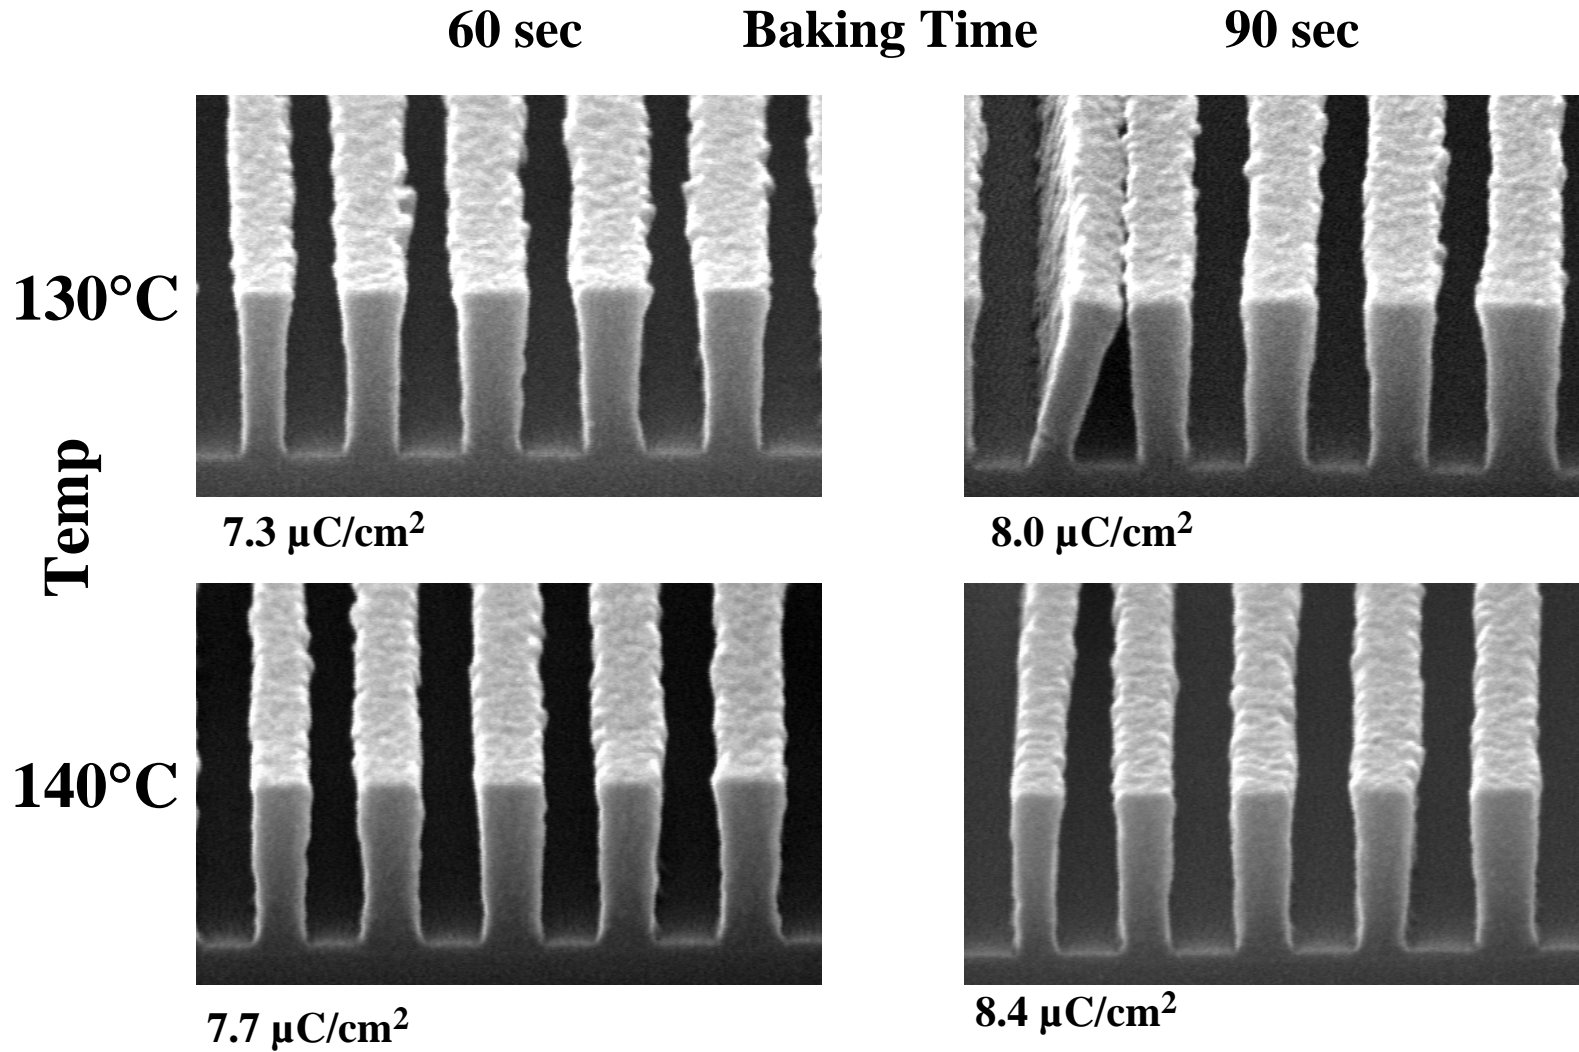 60 sec Baking Time 90 sec
130°C
Temp
7.3 µC/cm²
8.0 µC/cm²
140°C
7.7 µC/cm²
8.4 µC/cm²